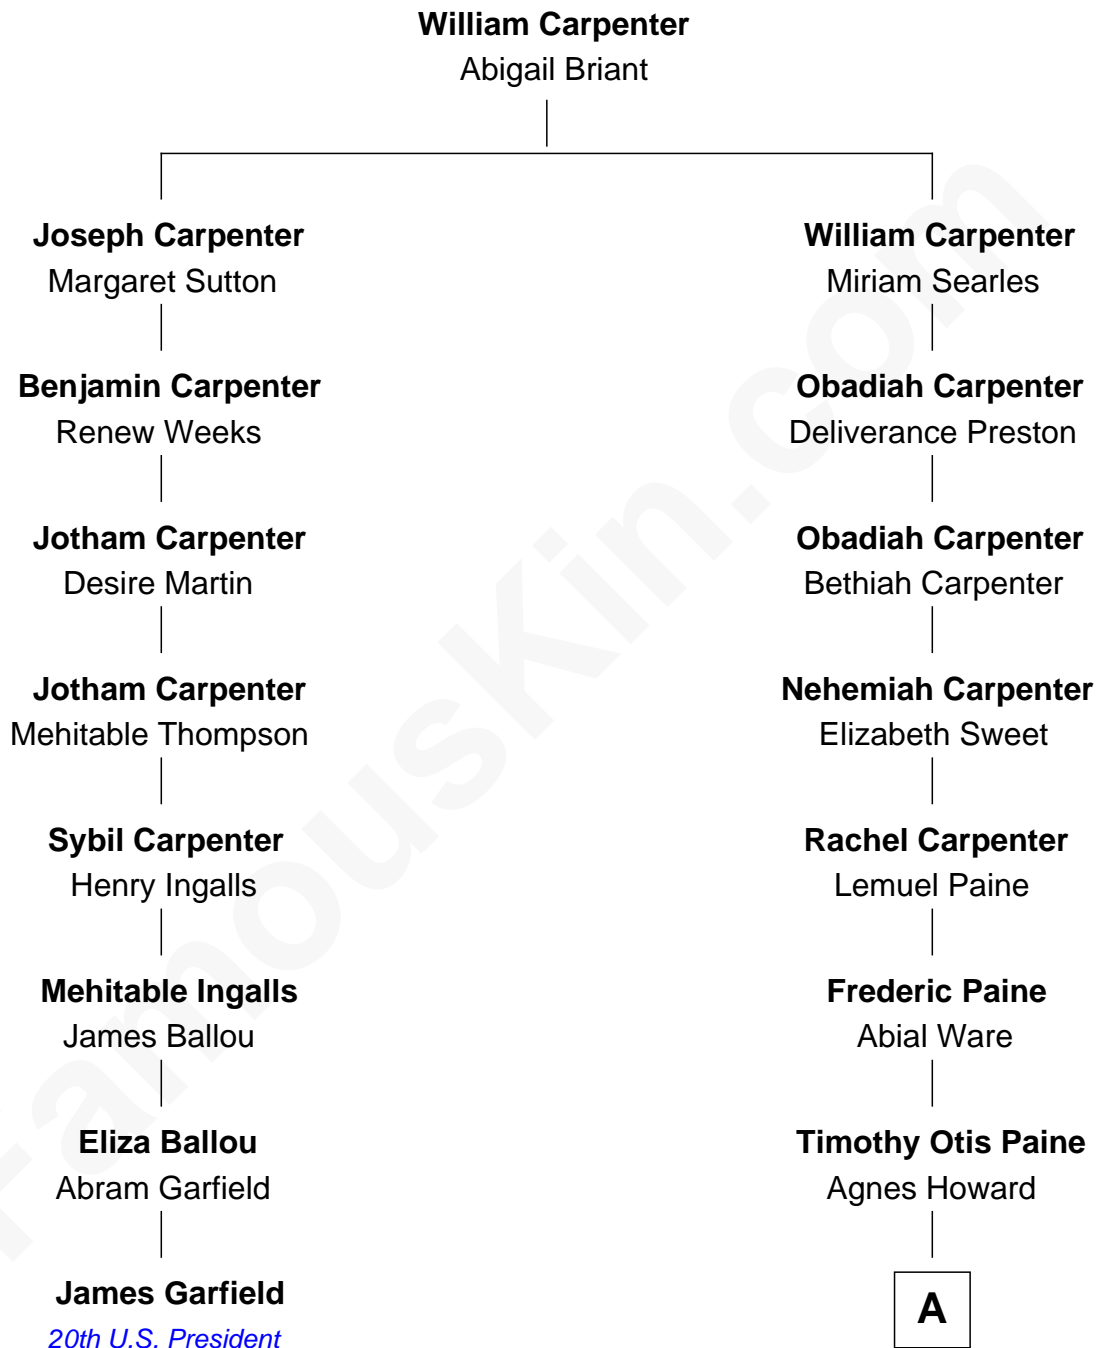 William Carpenter
Abigail Briant
Joseph Carpenter
Margaret Sutton
William Carpenter
Miriam Searles
Benjamin Carpenter
Renew Weeks
Obadiah Carpenter
Deliverance Preston
Jotham Carpenter
Desire Martin
Obadiah Carpenter
Bethiah Carpenter
Jotham Carpenter
Mehitable Thompson
Nehemiah Carpenter
Elizabeth Sweet
Sybil Carpenter
Henry Ingalls
Rachel Carpenter
Lemuel Paine
Mehitable Ingalls
James Ballou
Frederic Paine
Abial Ware
Eliza Ballou
Abram Garfield
Timothy Otis Paine
Agnes Howard
James Garfield
20th U.S. President
A
FamousKin.com